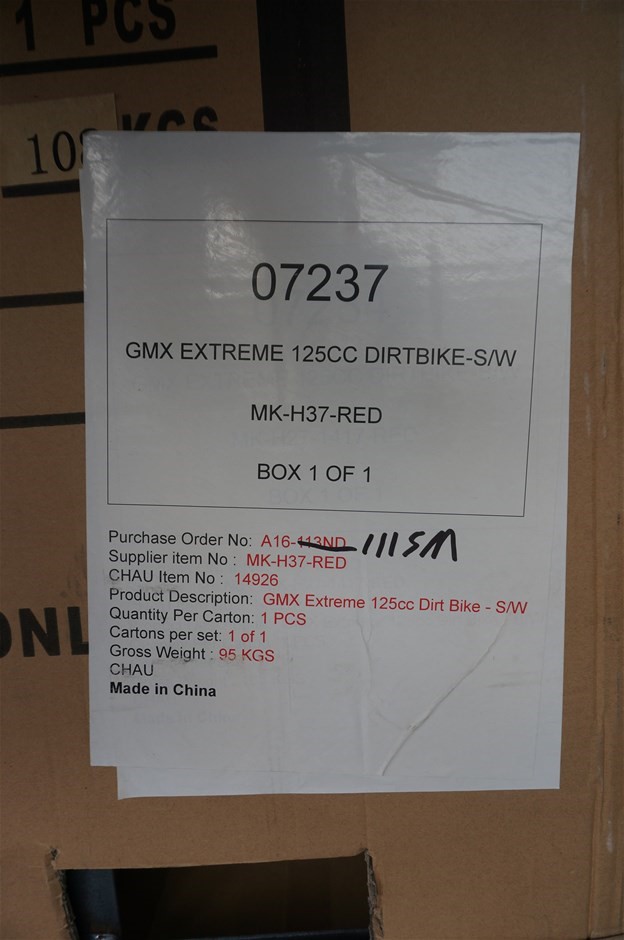 1 PCS
KGS
07237
GMX EXTREME 125CC DIRTBIKE-S/W
MK-H37-RED
BOX 1 OF 1
Purchase Order No: A16-113ND 111SM
Supplier item No : MK-H37-RED
CHAU Item No : 14926
Product Description: GMX Extreme 125cc Dirt Bike - S/W
Quantity Per Carton: 1 PCS
Cartons per set: 1 of 1
Gross Weight : 95 KGS
CHAU
Made in China